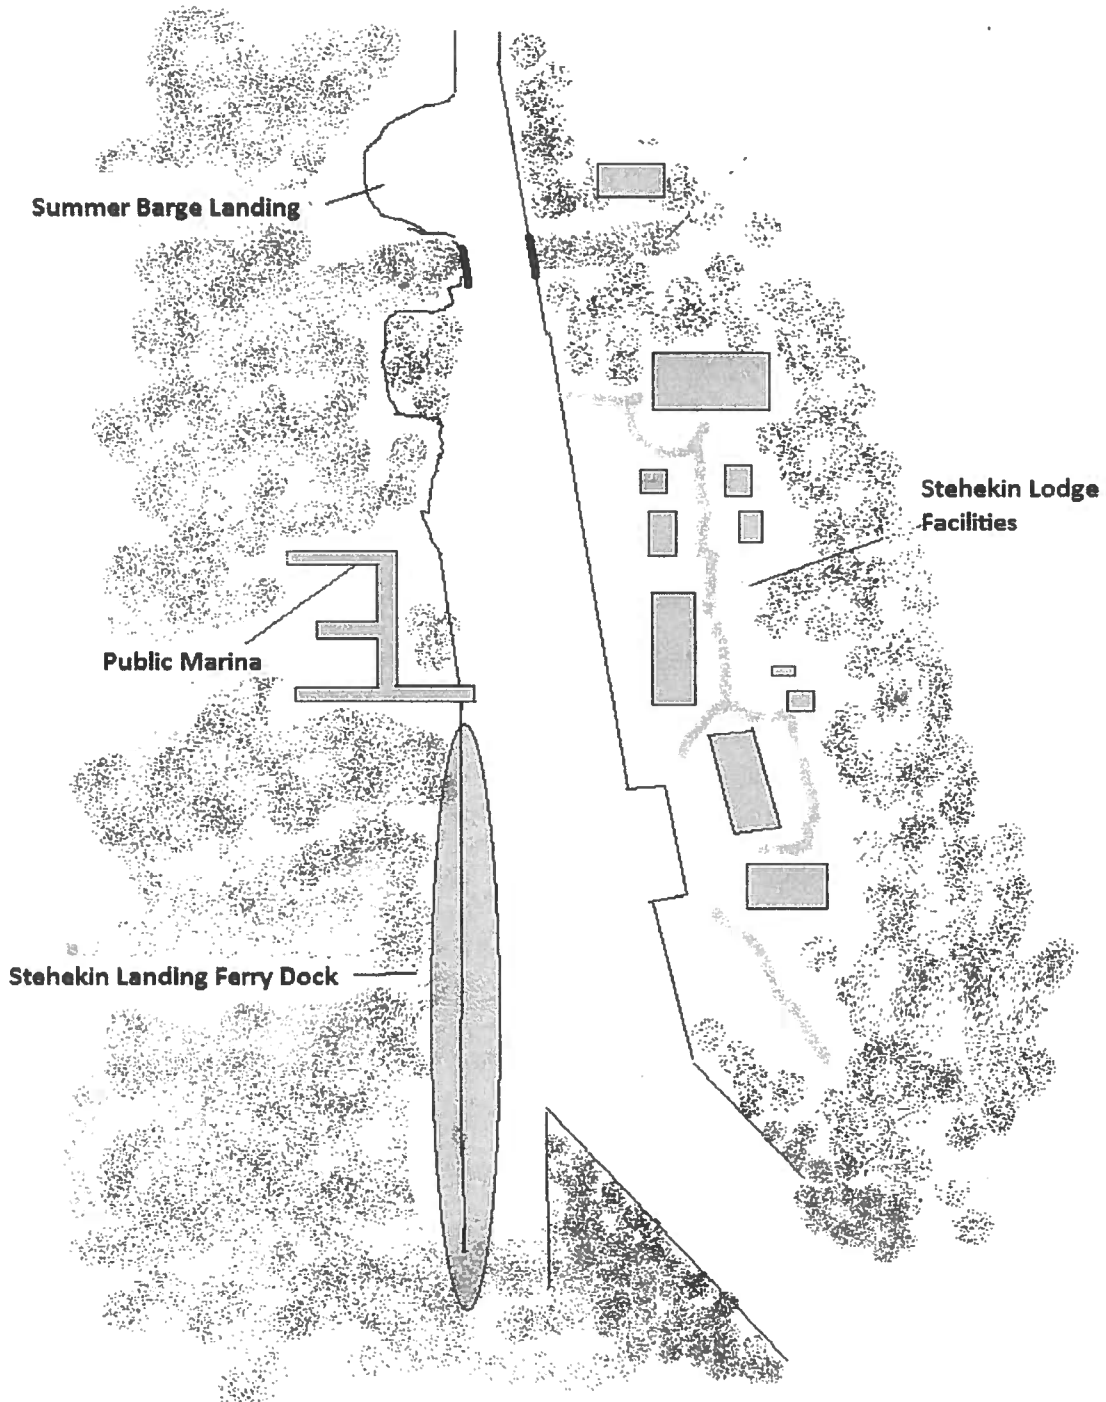 Summer Barge Landing
Stehekin Lodge
Facilities
Public Marina
Stehekin Landing Ferry Dock